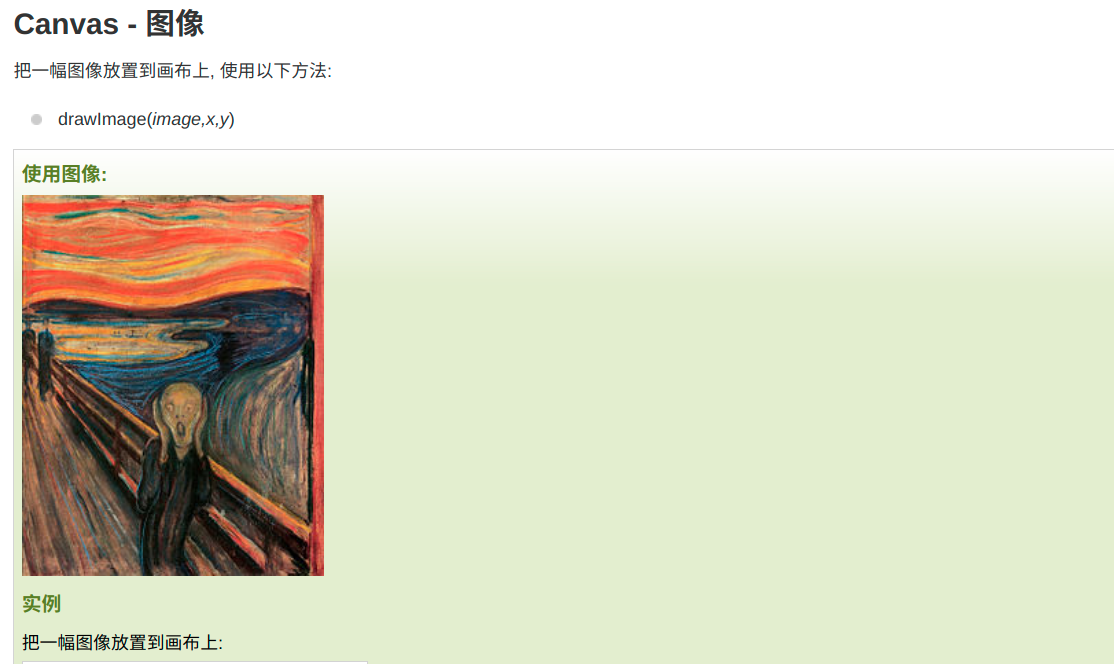 Canvas - 图像
把一幅图像放置到画布上, 使用以下方法:
drawImage(image,x,y)
使用图像:
实例
把一幅图像放置到画布上: